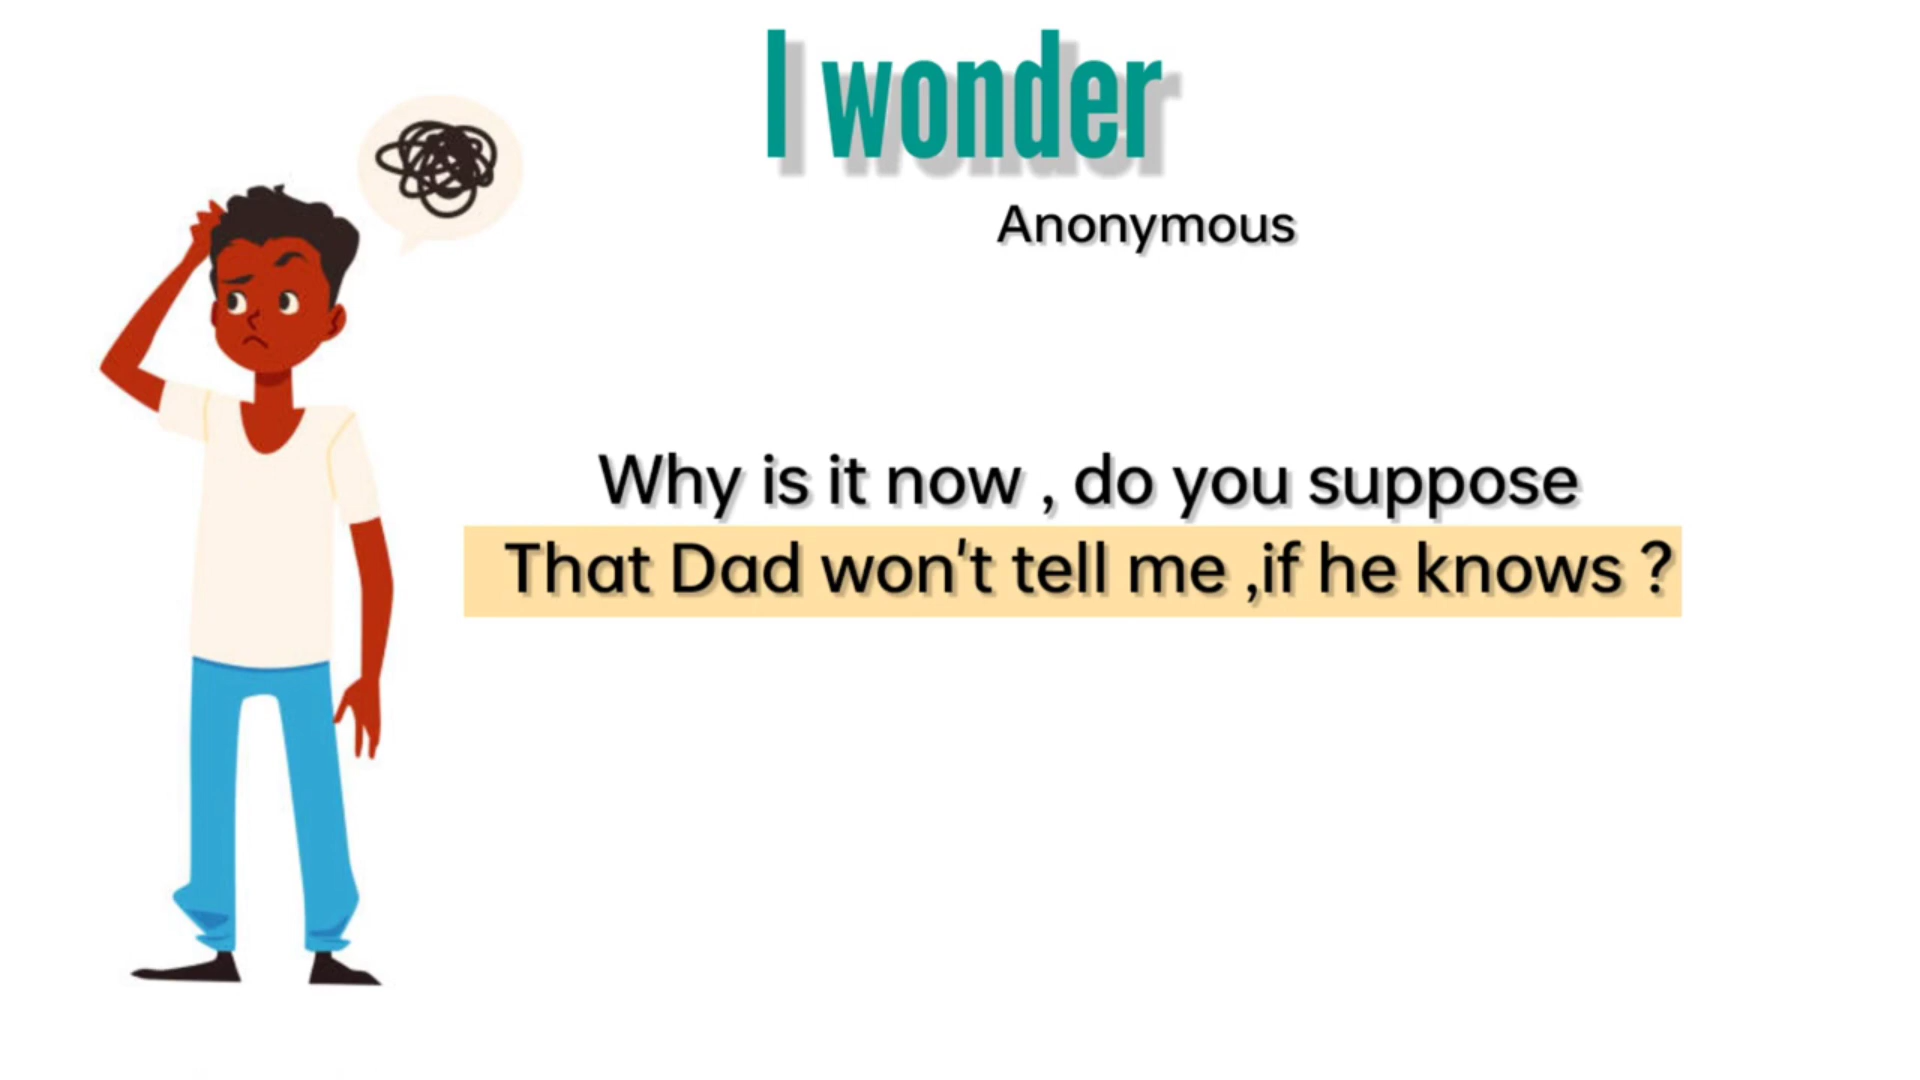 I wonder
Anonymous
Why is it now , do you suppose
That Dad won't tell me ,if he knows ?